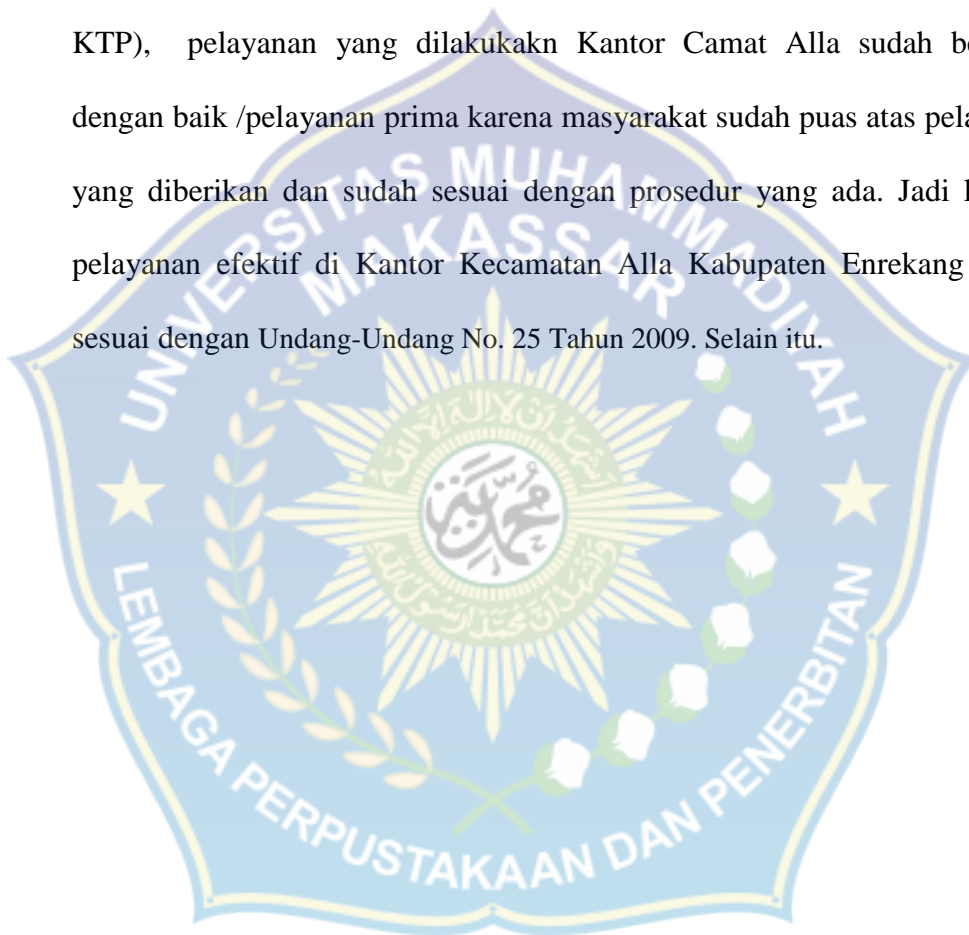 KTP), pelayanan yang dilakukakn Kantor Camat Alla sudah
dengan baik /pelayanan prima karena masyarakat sudah puas atas
yang diberikan dan sudah sesuai dengan prosedur yang ada. Jadi
pelayanan efektif di Kantor Kecamatan Alla Kabupaten Enrekang
sesuai dengan Undang-Undang No. 25 Tahun 2009. Selain itu.
UNIVERSITAS MUHAMMADIYAH
MAKASSAR
LEMBAGA PERPUSTAKAAN DAN PENERBITAN